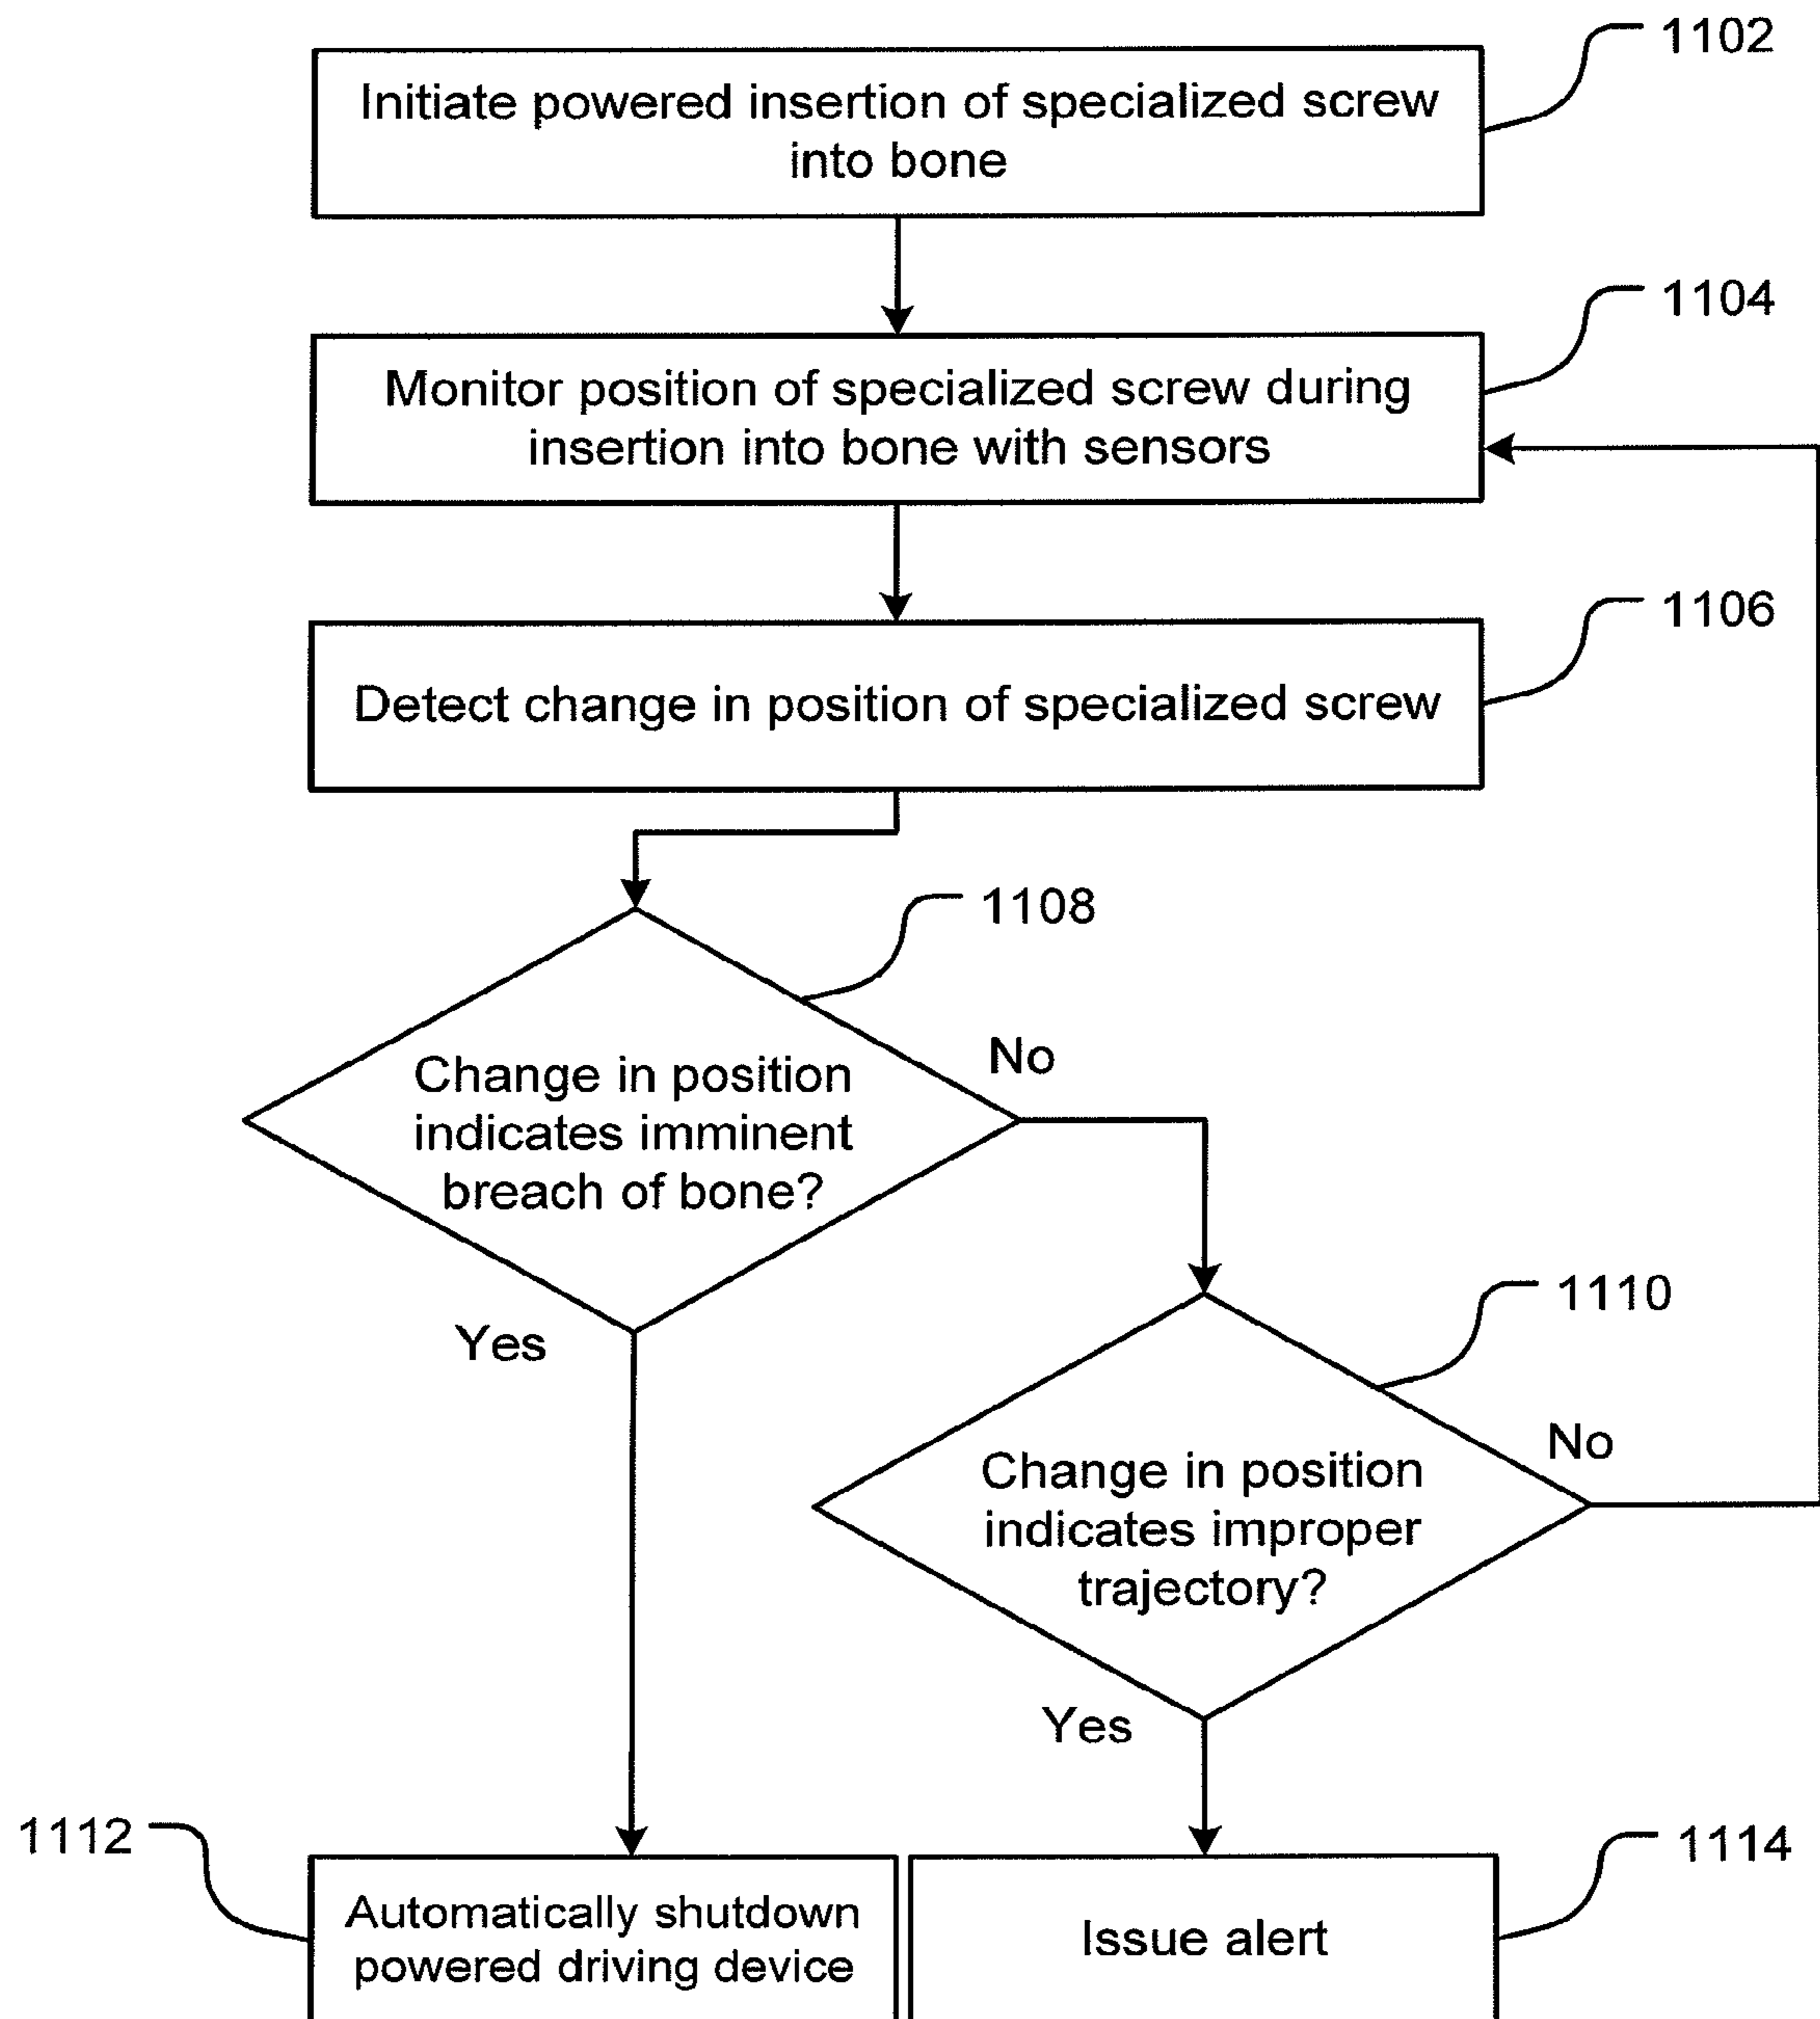 1102
Initiate powered insertion of specialized screw
into bone
1104
Monitor position of specialized screw during
insertion into bone with sensors
1106
Detect change in position of specialized screw
1108
Change in position
indicates imminent
breach of bone?
No
Yes
1110
Change in position
indicates improper
trajectory?
No
Yes
1112
Automatically shutdown
powered driving device
1114
Issue alert